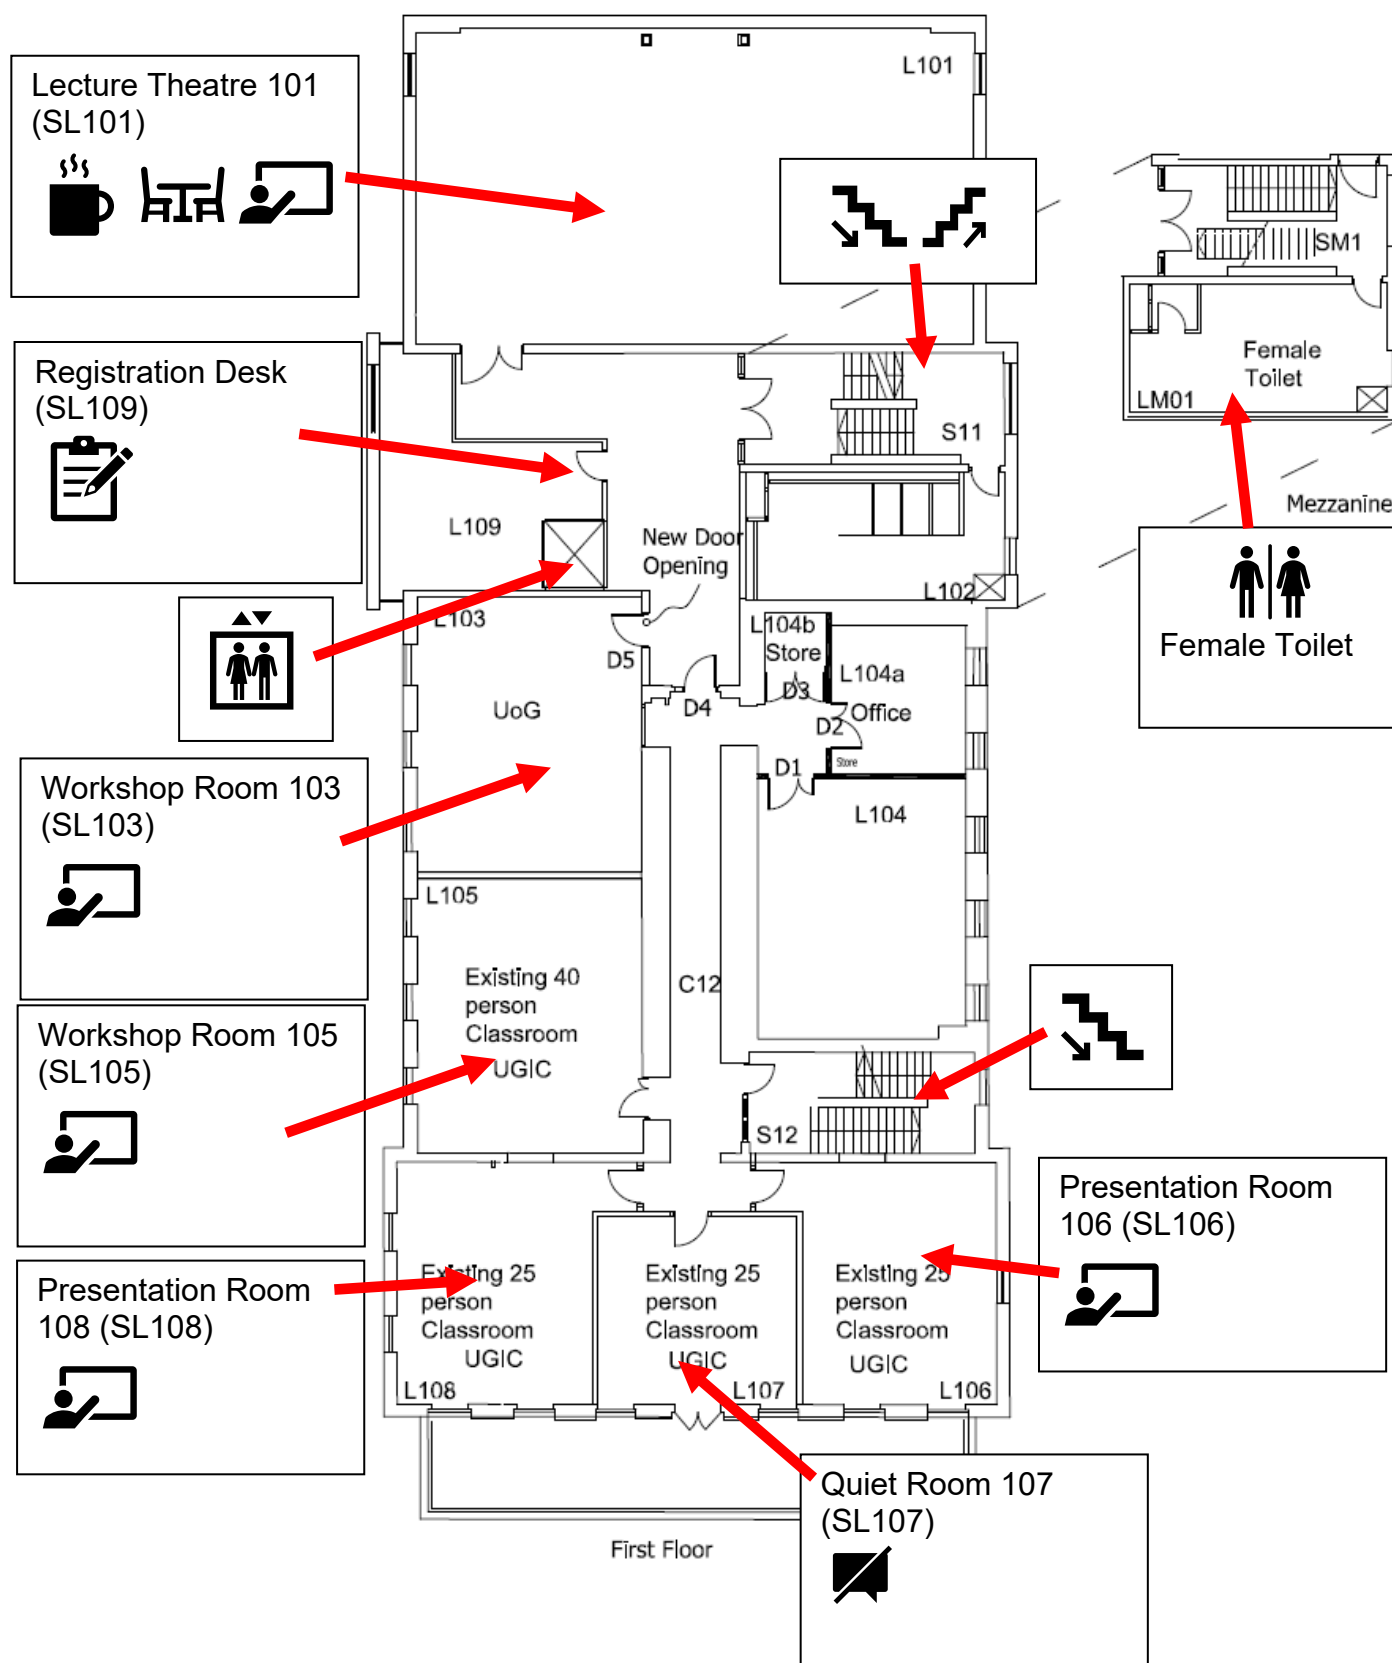 Lecture Theatre 101
(SL101)
L101
SM1
Female
Toilet
LM01
Mezzanine
Female Toilet
Registration Desk
(SL109)
S11
L109
New Door
Opening
L102
L103
D5
UoG
D4
L104b
Store
D3
L104a
Office
D2
Store
D1
L104
Workshop Room 103
(SL103)
L105
Existing 40
person
Classroom
UGIC
C12
Workshop Room 105
(SL105)
S12
Presentation Room
106 (SL106)
Presentation Room
108 (SL108)
Existing 25
person
Classroom
UGIC
L108
Existing 25
person
Classroom
UGIC
L107
Existing 25
person
Classroom
UGIC
L106
Quiet Room 107
(SL107)
First Floor